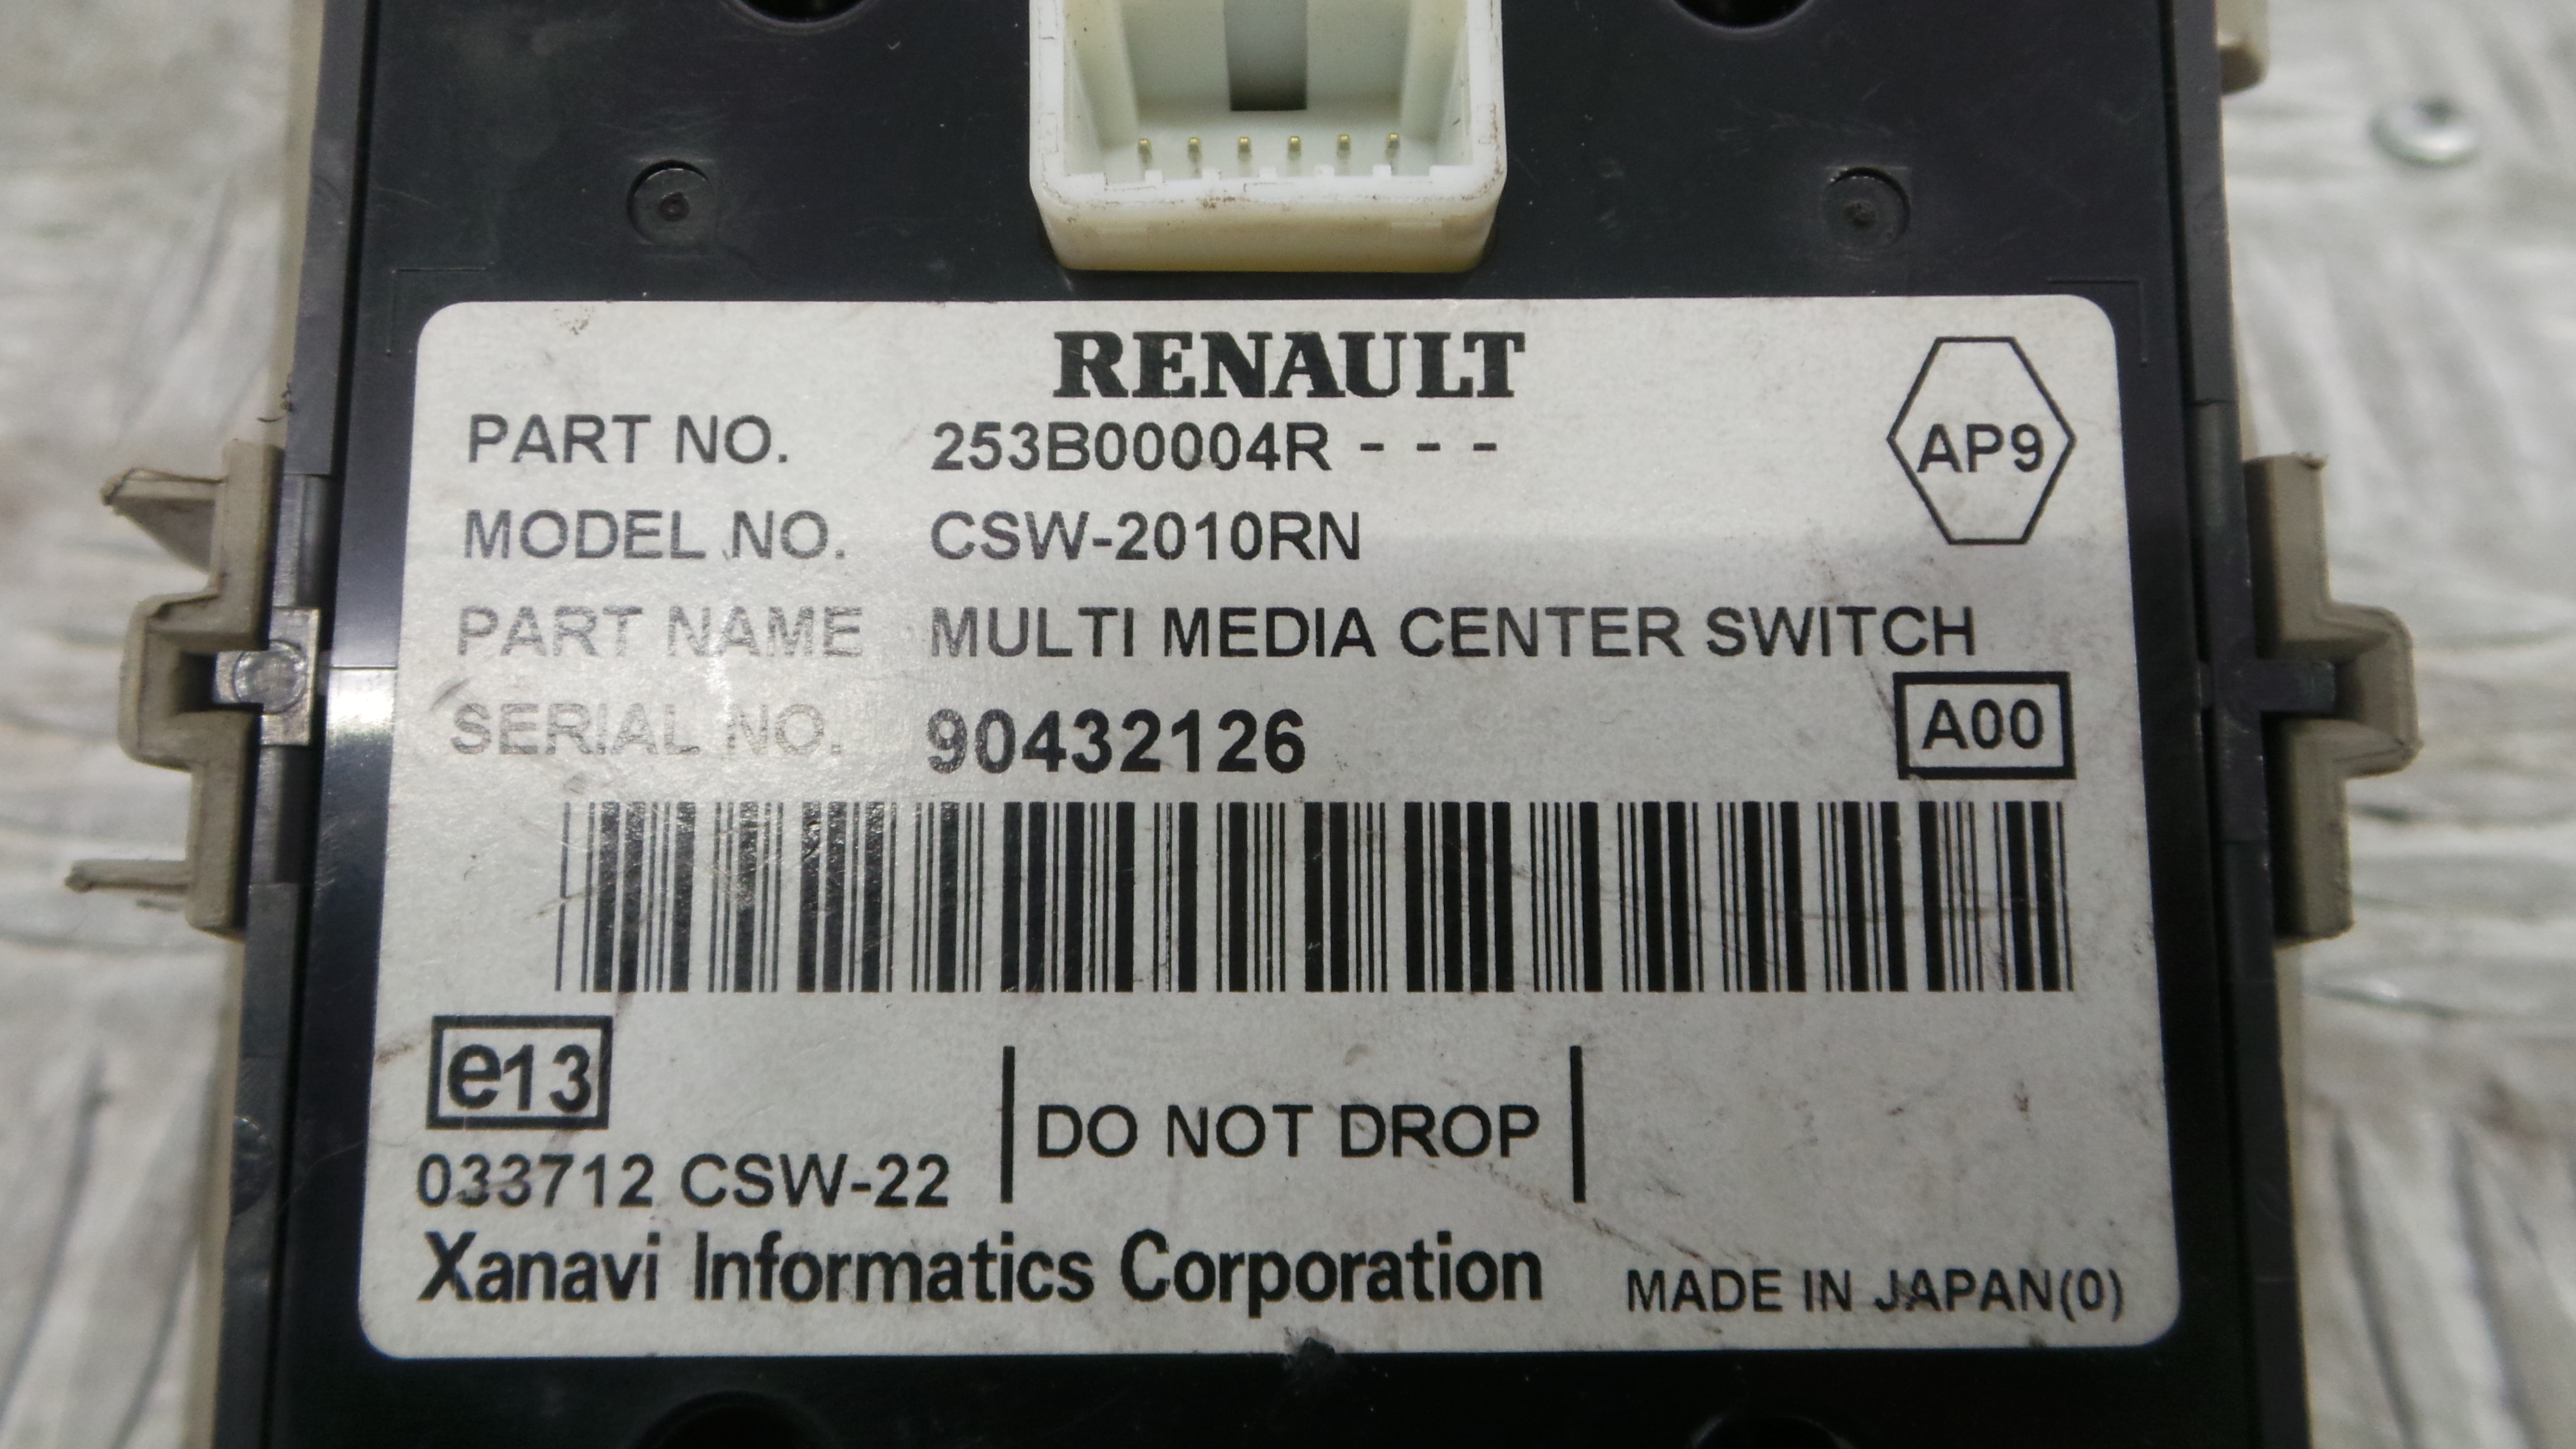 RENAULT
PART NO. 253B00004R - - -
AP9
MODEL NO. CSW-2010RN
PART NAME MULTI MEDIA CENTER SWITCH
SERIAL NO. 90432126
A00
e13
DO NOT DROP
033712 CSW-22
Xanavi Informatics Corporation MADE IN JAPAN(0)